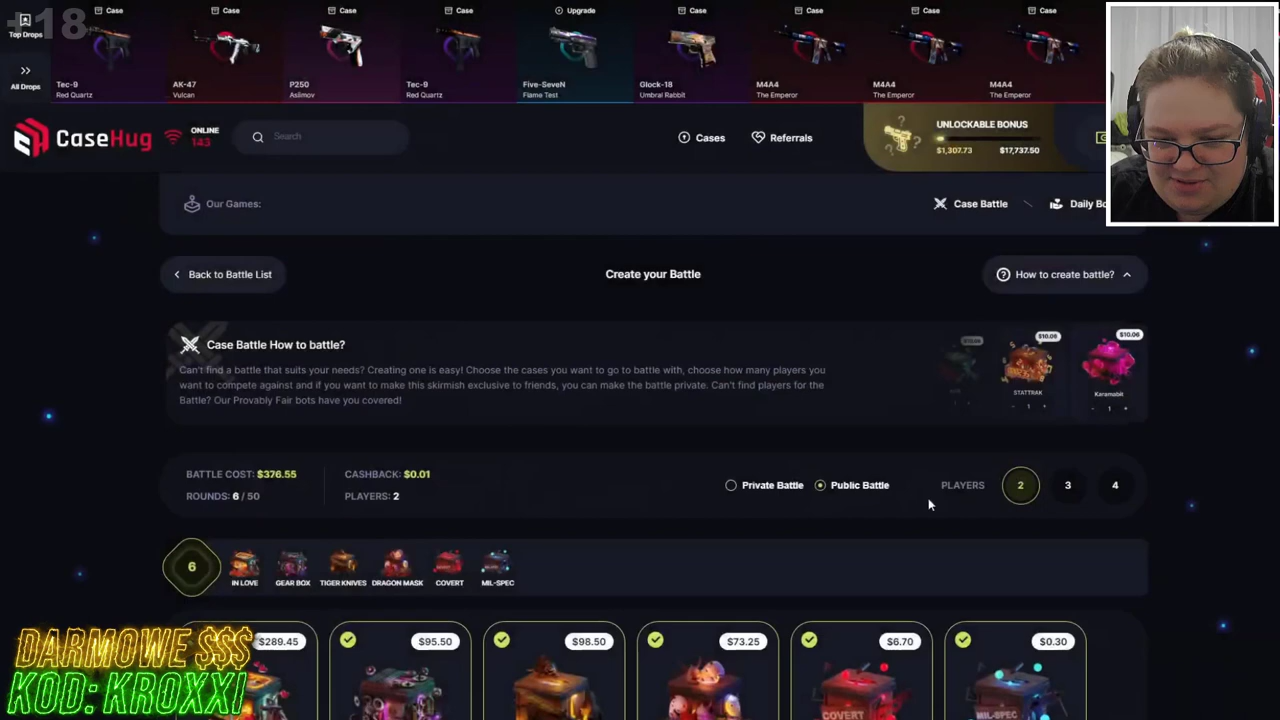 +18
Top Drops
All Drops
Case
Tec-9
Red Quartz
Case
AK-47
Vulcan
Case
P250
Asiimov
Case
Tec-9
Red Quartz
Upgrade
Five-SeveN
Flame Test
Case
Glock-18
Umbral Rabbit
Case
M4A4
The Emperor
Case
M4A4
The Emperor
Case
M4A4
The Emperor
CaseHug
ONLINE
143
Search
Cases
Referrals
UNLOCKABLE BONUS
$1,307.73
$17,737.50
Our Games:
Case Battle
Daily Bo
Back to Battle List
Create your Battle
How to create battle?
Case Battle How to battle?
Can't find a battle that suits your needs? Creating one is easy! Choose the cases you want to go to battle with, choose how many players you
want to compete against and if you want to make this skirmish exclusive to friends, you can make the battle private. Can't find players for the
Battle? Our Provably Fair bots have you covered!
$10.06
STATTRAK
- 1 +
$10.06
Karambit
- 1 +
BATTLE COST: $376.55
CASHBACK: $0.01
ROUNDS: 6 / 50
PLAYERS: 2
Private Battle
Public Battle
PLAYERS
2
3
4
6
IN LOVE
GEAR BOX
TIGER KNIVES
DRAGON MASK
COVERT
MIL-SPEC
$289.45
$95.50
$98.50
$73.25
$6.70
$0.30
COVERT
MIL-SPEC
DARMOWE $$$
KOD: KROXXI